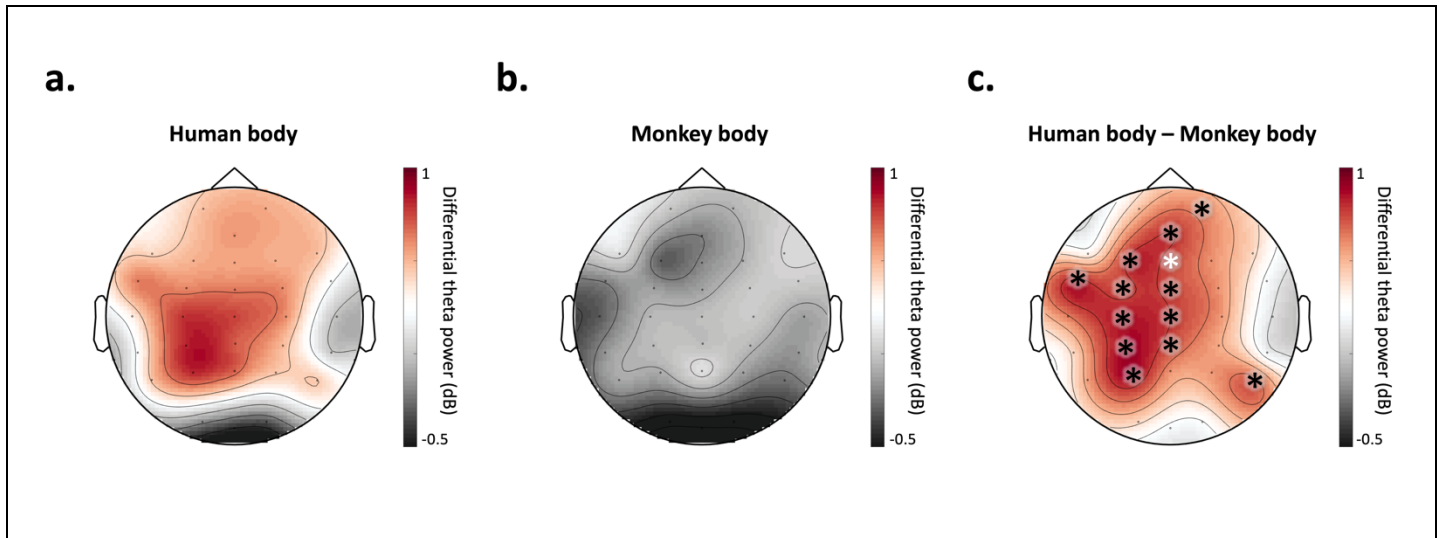 a.
Human body
1
Differential theta power (dB)
-0.5
b.
Monkey body
1
Differential theta power (dB)
-0.5
c.
Human body – Monkey body
1
Differential theta power (dB)
-0.5